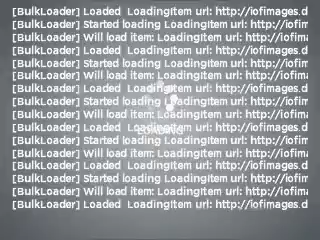 [BulkLoader] Loaded LoadingItem url: http://iofimages.d
[BulkLoader] Started loading LoadingItem url: http://iofim
[BulkLoader] Will load item: LoadingItem url: http://iofima
[BulkLoader] Loaded LoadingItem url: http://iofimages.d
[BulkLoader] Started loading LoadingItem url: http://iofim
[BulkLoader] Will load item: LoadingItem url: http://iofima
[BulkLoader] Loaded LoadingItem url: http://iofimages.d
[BulkLoader] Started loading LoadingItem url: http://iofim
[BulkLoader] Will load item: LoadingItem url: http://iofima
[BulkLoader] Loaded LoadingItem url: http://iofimages.d
LOADING
[BulkLoader] Started loading LoadingItem url: http://iofim
[BulkLoader] Will load item: LoadingItem url: http://iofima
[BulkLoader] Loaded LoadingItem url: http://iofimages.d
[BulkLoader] Started loading LoadingItem url: http://iofim
[BulkLoader] Will load item: LoadingItem url: http://iofima
[BulkLoader] Loaded LoadingItem url: http://iofimages.d